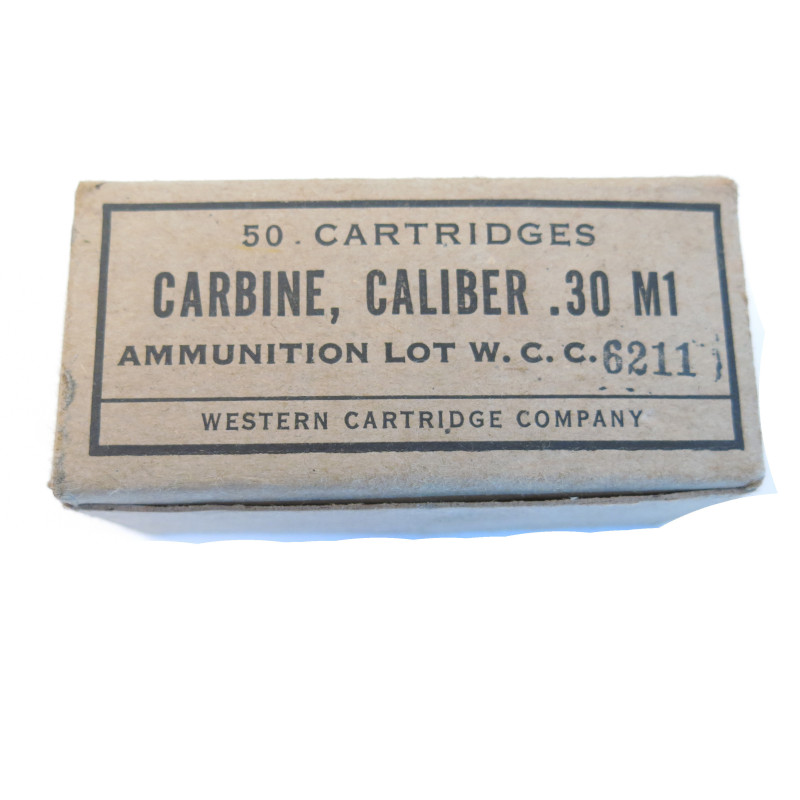 50 . CARTRIDGES
CARBINE, CALIBER .30 M1
AMMUNITION LOT W. C. C. 6211
WESTERN CARTRIDGE COMPANY